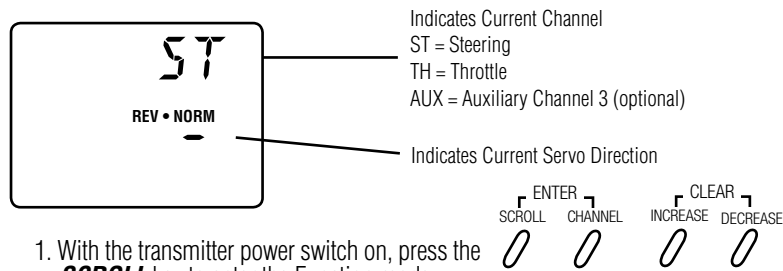 Indicates Current Channel
ST
ST = Steering
TH = Throttle
AUX = Auxiliary Channel 3 (optional)
REV • NORM
Indicates Current Servo Direction
ENTER CLEAR
SCROLL CHANNEL INCREASE DECREASE
1. With the transmitter power switch on, press the
SCROLL